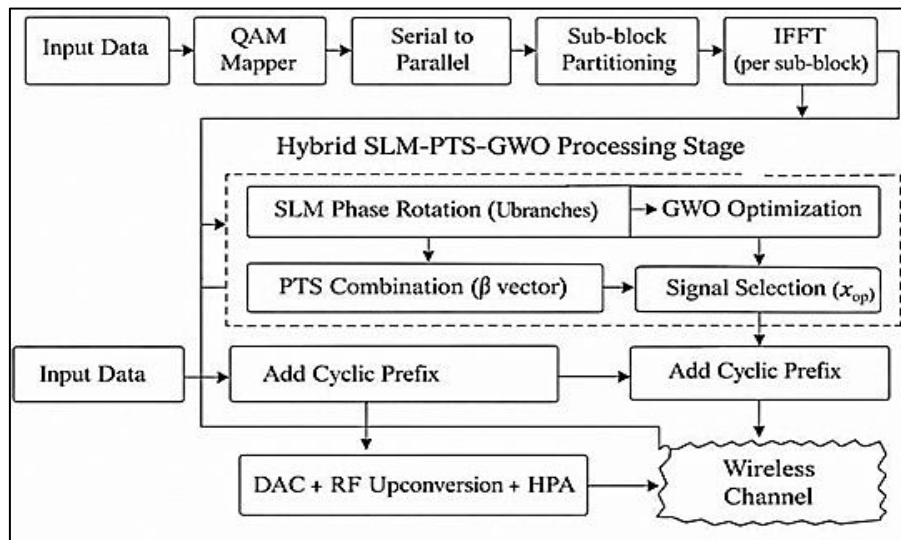 Input Data
QAM
Mapper
Serial to
Parallel
Sub-block
Partitioning
IFFT
(per sub-block)
Hybrid SLM-PTS-GWO Processing Stage
SLM Phase Rotation (Ubranches)
GWO Optimization
PTS Combination (β vector)
Signal Selection (x_op)
Input Data
Add Cyclic Prefix
Add Cyclic Prefix
DAC + RF Upconversion + HPA
Wireless
Channel